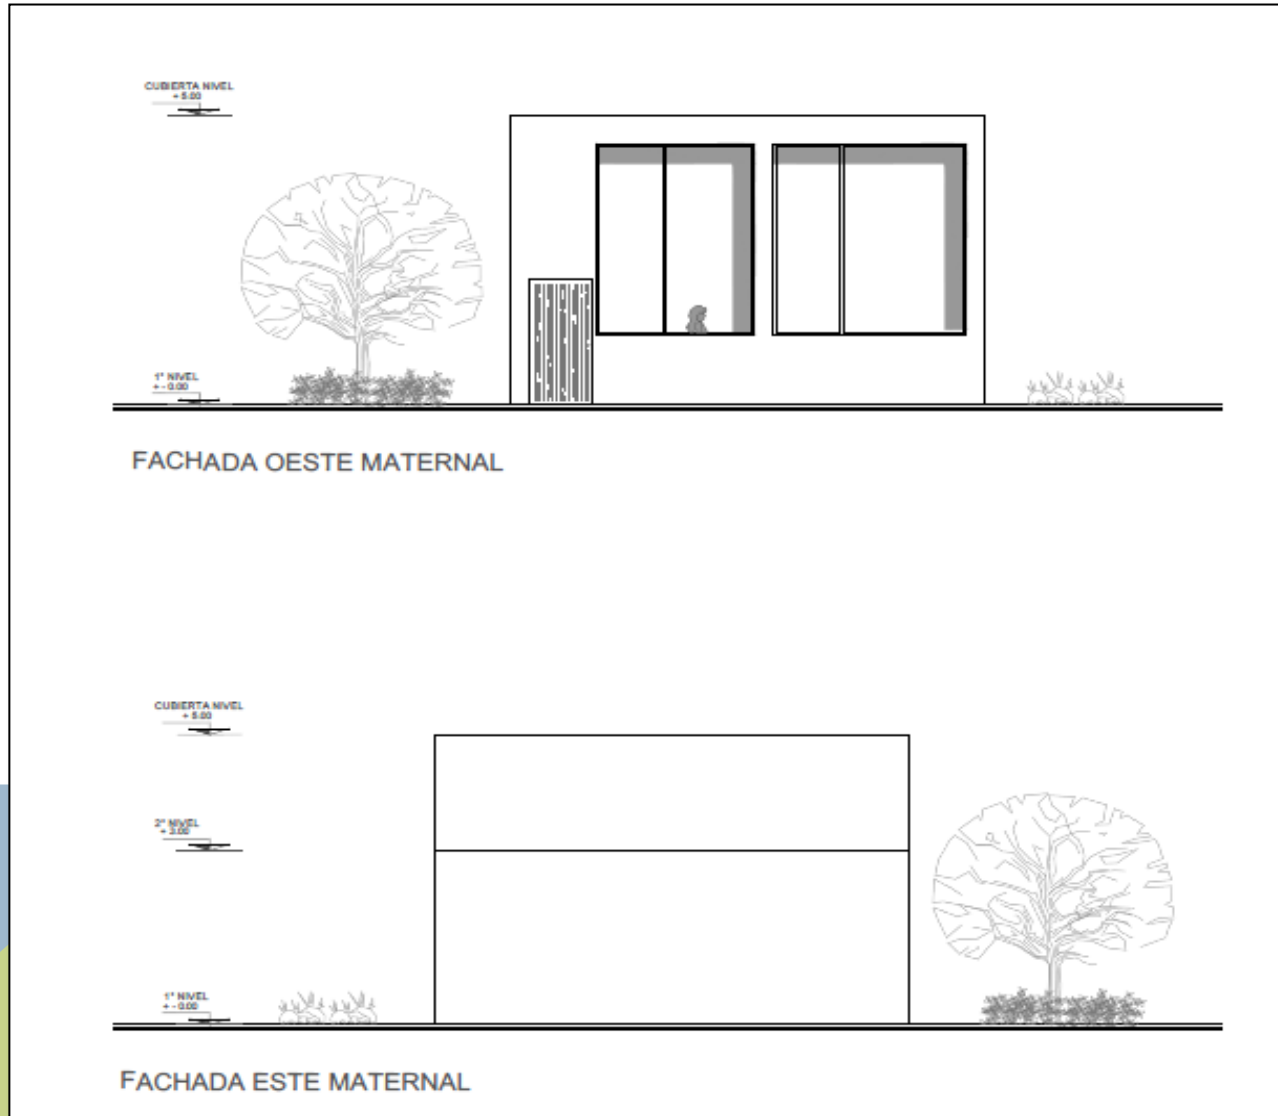 CUBIERTA NIVEL
+ 5.00
1° NIVEL
+ - 0.00
FACHADA OESTE MATERNAL
CUBIERTA NIVEL
+ 5.00
2° NIVEL
+ 3.00
1° NIVEL
+ - 0.00
FACHADA ESTE MATERNAL